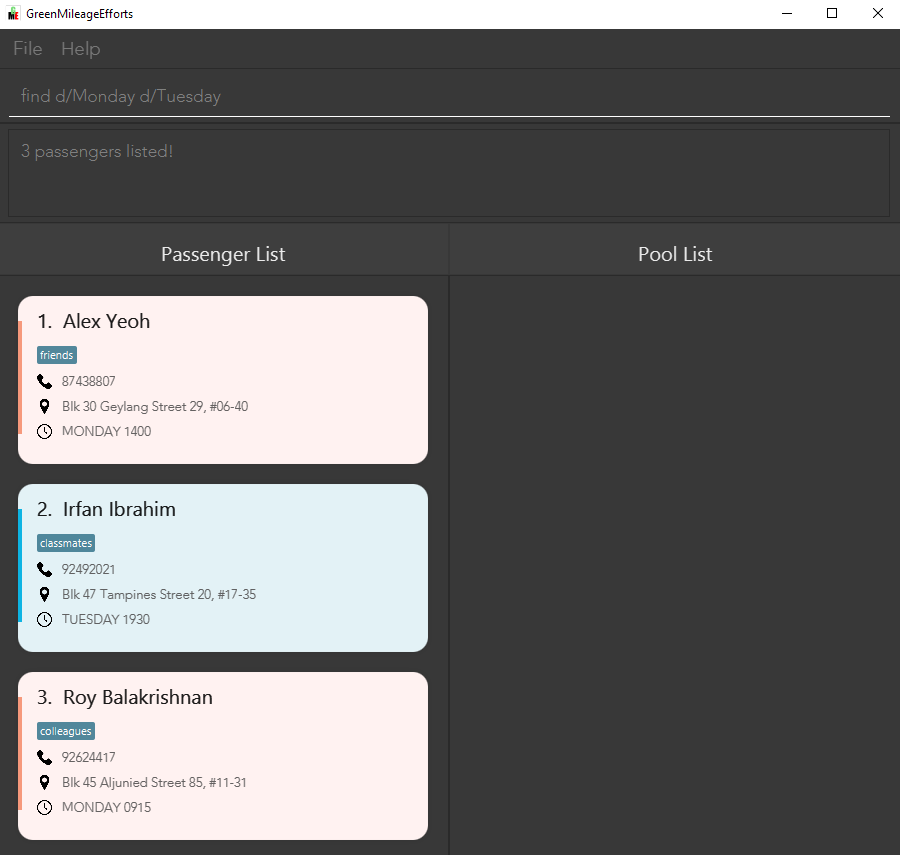 GreenMileageEfforts
File Help
find d/Monday d/Tuesday
3 passengers listed!
Passenger List
Pool List
1. Alex Yeoh
friends
87438807
Blk 30 Geylang Street 29, #06-40
MONDAY 1400
2. Irfan Ibrahim
classmates
92492021
Blk 47 Tampines Street 20, #17-35
TUESDAY 1930
3. Roy Balakrishnan
colleagues
92624417
Blk 45 Aljunied Street 85, #11-31
MONDAY 0915